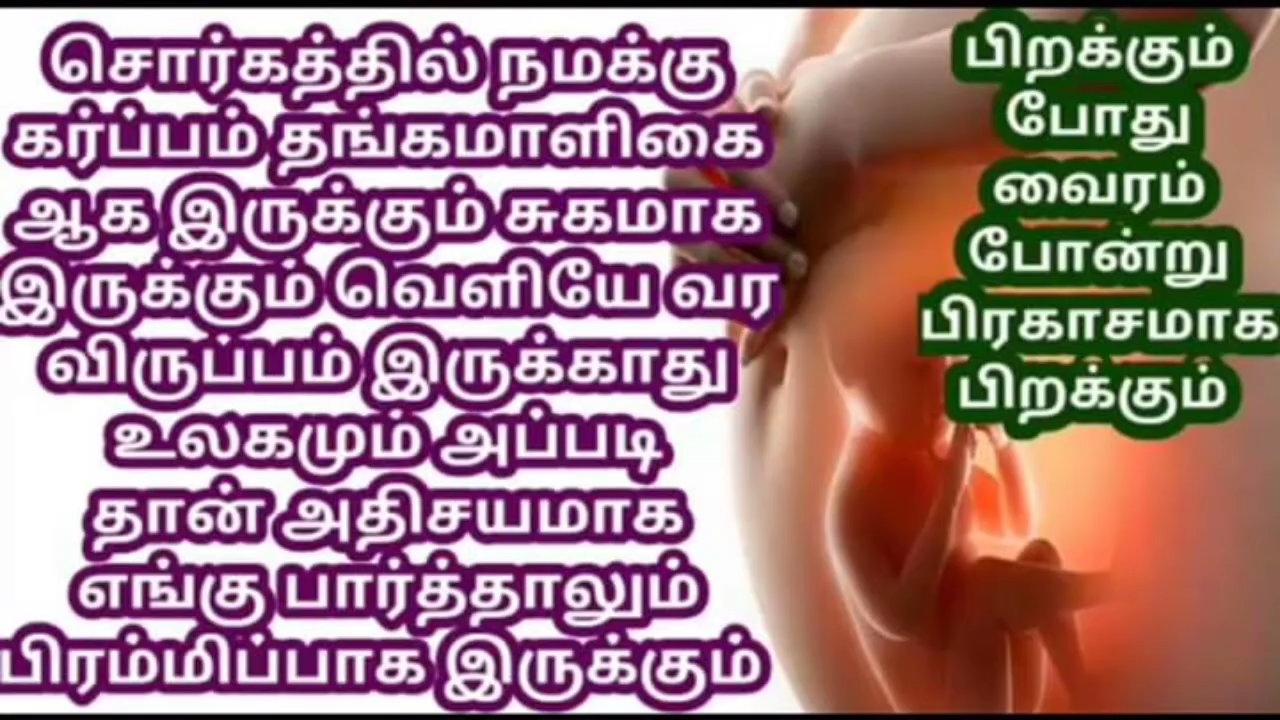 சொர்கத்தில் நமக்கு
கர்ப்பம் தங்கமாளிகை
ஆக இருக்கும் சுகமாக
இருக்கும் வெளியே வர
விருப்பம் இருக்காது
உலகமும் அப்படி
தான் அதிசயமாக
எங்கு பார்த்தாலும்
பிரம்மிப்பாக இருக்கும்
பிறக்கும்
போது
வைரம்
போன்று
பிரகாசமாக
பிறக்கும்